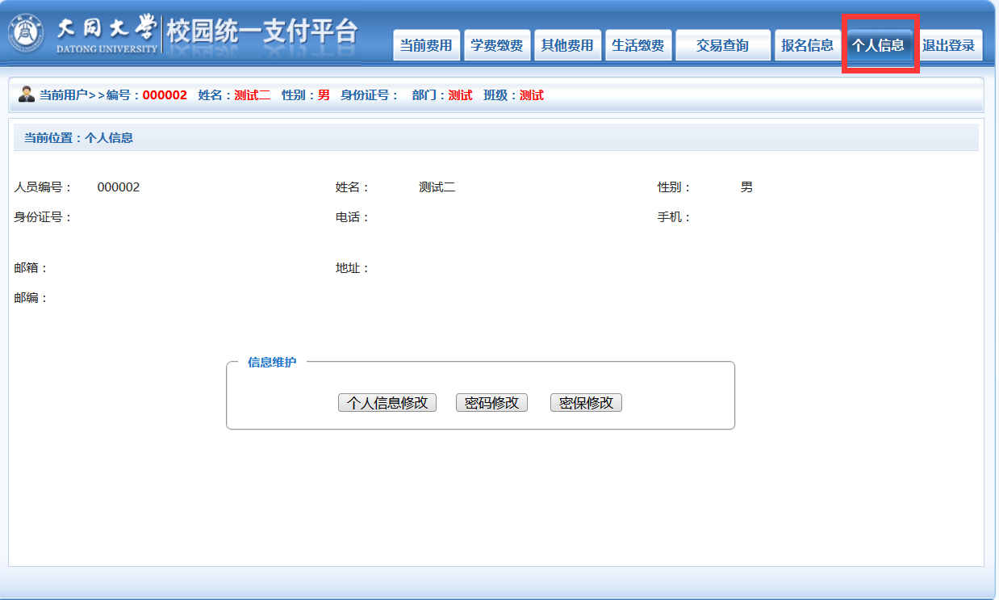 大同大学 校园统一支付平台
DATONG UNIVERSITY
当前费用 学费缴费 其他费用 生活缴费 交易查询 报名信息 个人信息 退出登录
当前用户>>编号：000002 姓名：测试二 性别：男 身份证号： 部门：测试 班级：测试
当前位置：个人信息
人员编号： 000002 姓名： 测试二 性别： 男
身份证号： 电话： 手机：
邮箱： 地址：
邮编：
信息维护
个人信息修改 密码修改 密保修改